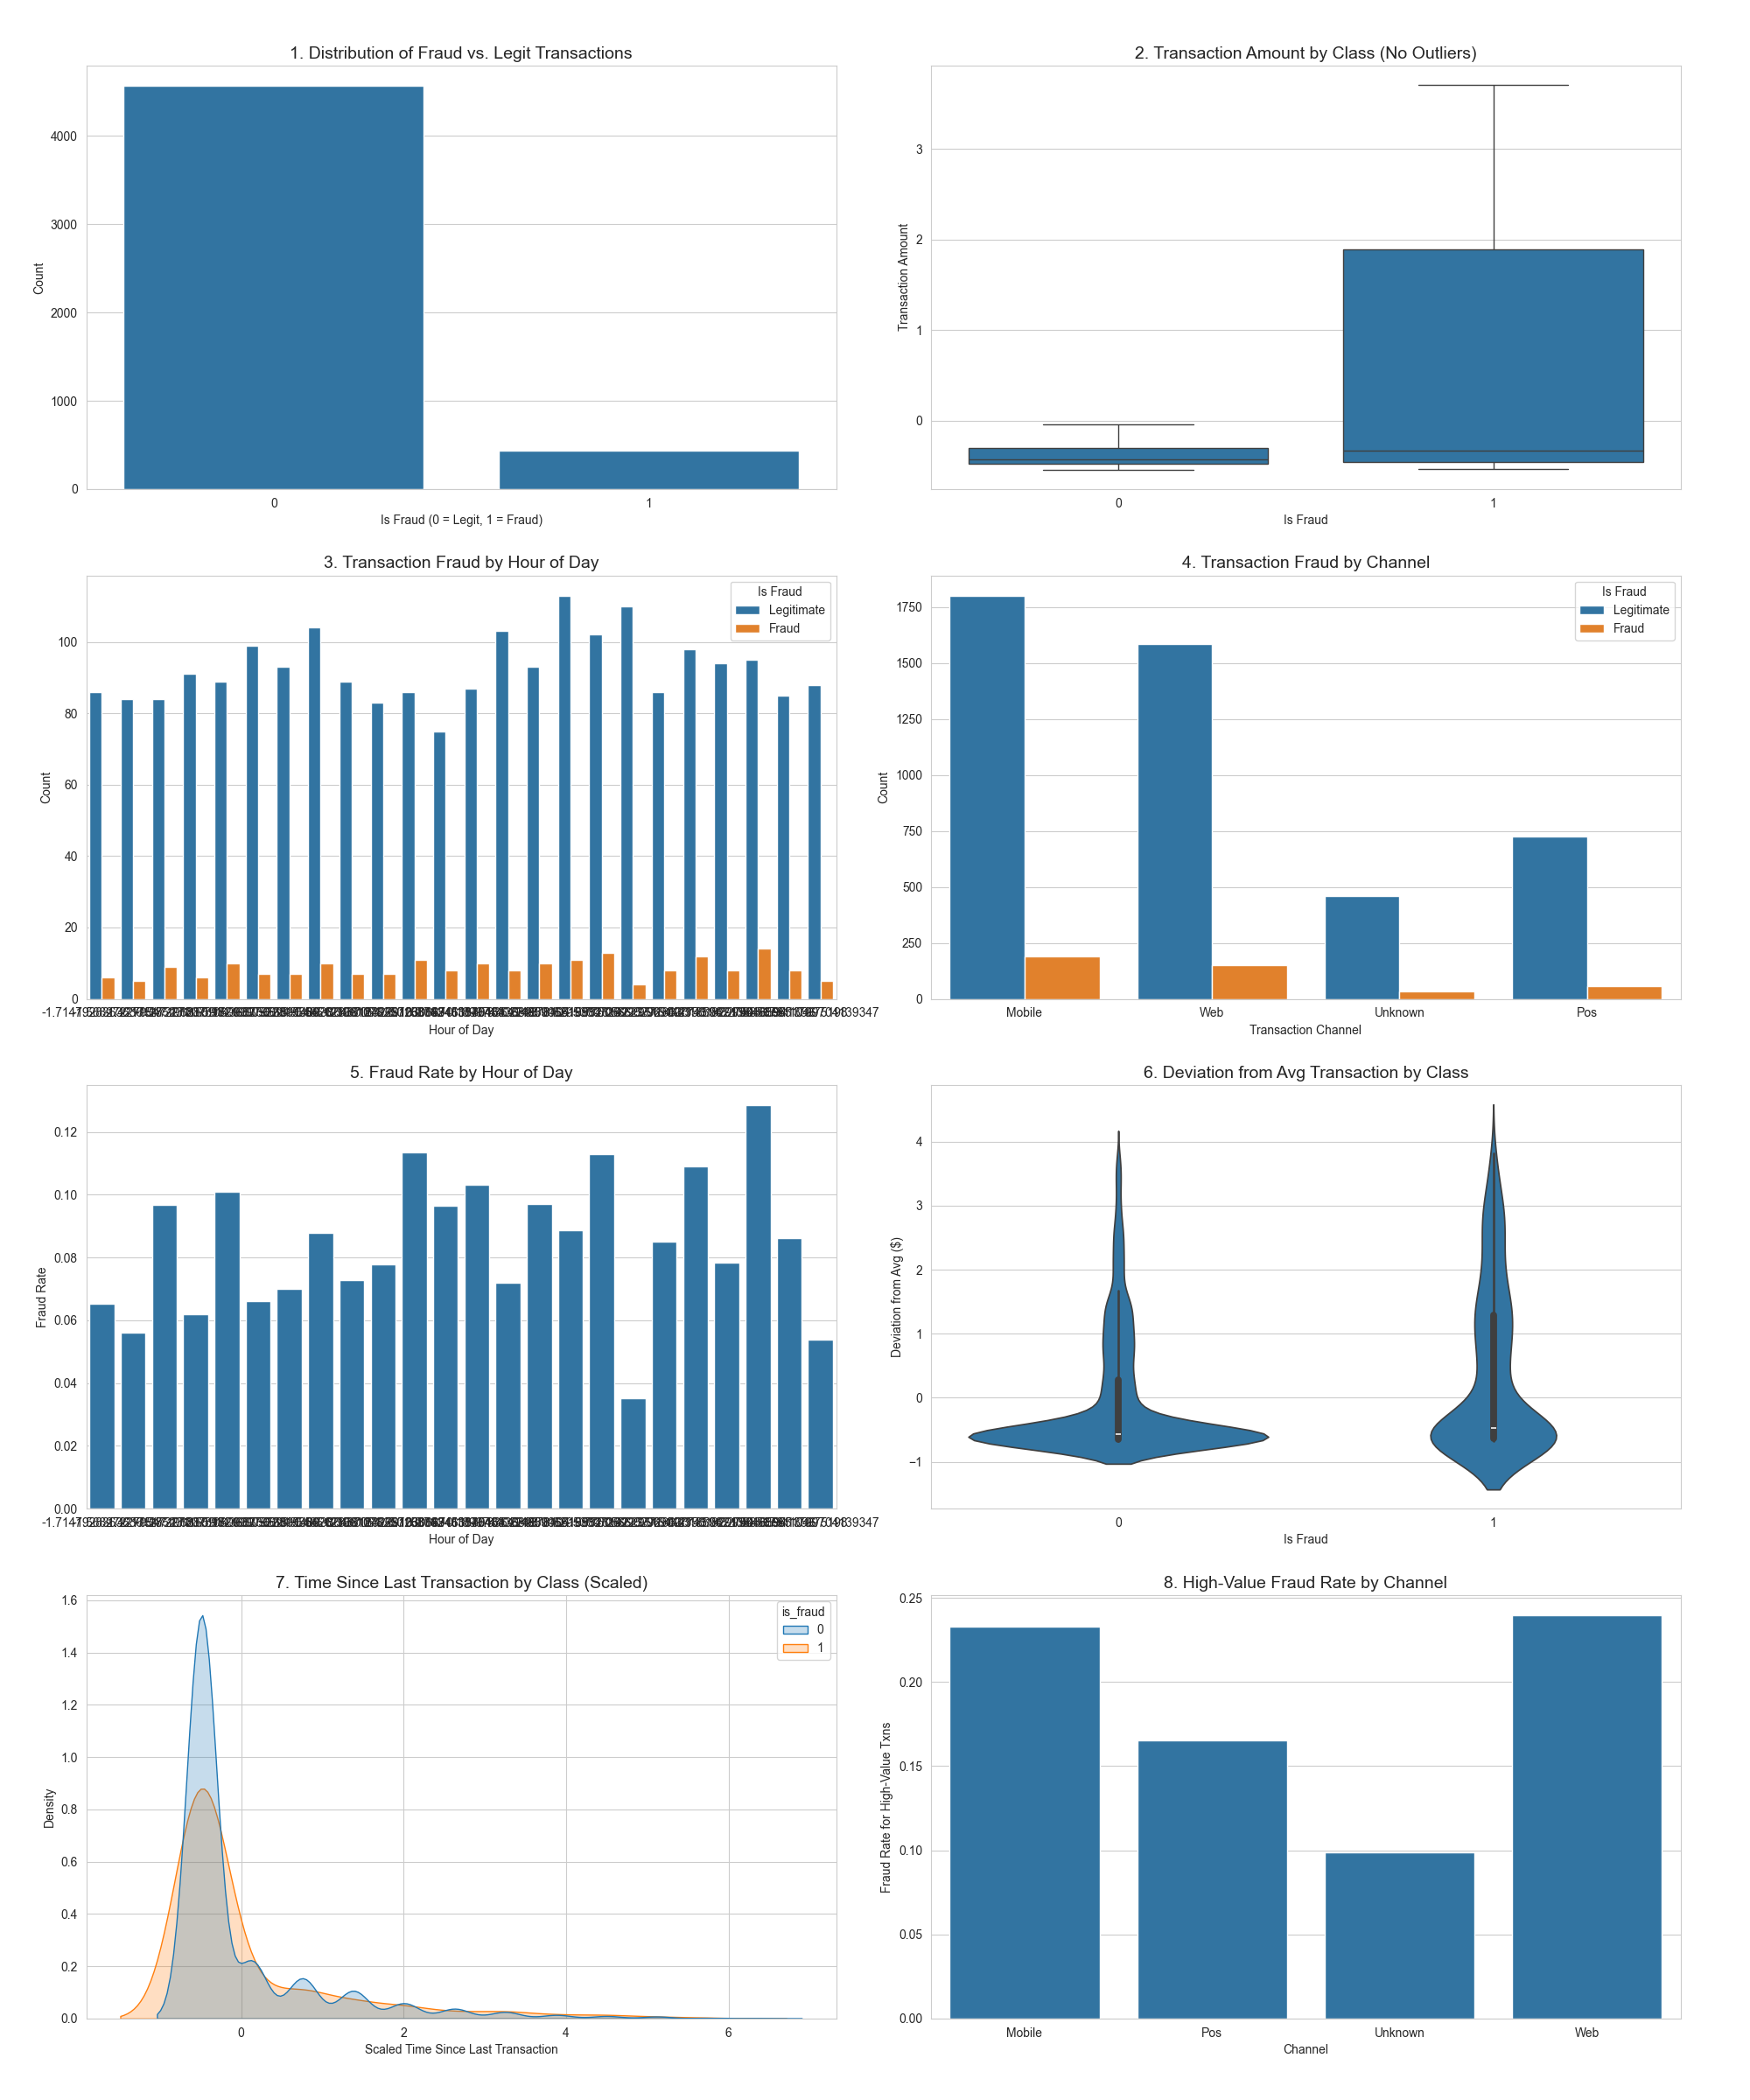 1. Distribution of Fraud vs. Legit Transactions
Count
4000
3000
2000
1000
0
0
1
Is Fraud (0 = Legit, 1 = Fraud)
2. Transaction Amount by Class (No Outliers)
Transaction Amount
3
2
1
0
0
1
Is Fraud
3. Transaction Fraud by Hour of Day
Is Fraud
Legitimate
Fraud
Count
100
80
60
40
20
0
Hour of Day
4. Transaction Fraud by Channel
Is Fraud
Legitimate
Fraud
Count
1750
1500
1250
1000
750
500
250
0
Mobile
Web
Unknown
Pos
Transaction Channel
5. Fraud Rate by Hour of Day
Fraud Rate
0.12
0.10
0.08
0.06
0.04
0.02
0.00
Hour of Day
6. Deviation from Avg Transaction by Class
Deviation from Avg ($)
4
3
2
1
0
−1
0
1
Is Fraud
7. Time Since Last Transaction by Class (Scaled)
is_fraud
0
1
Density
1.6
1.4
1.2
1.0
0.8
0.6
0.4
0.2
0.0
0
2
4
6
Scaled Time Since Last Transaction
8. High-Value Fraud Rate by Channel
Fraud Rate for High-Value Txns
0.25
0.20
0.15
0.10
0.05
0.00
Mobile
Pos
Unknown
Web
Channel